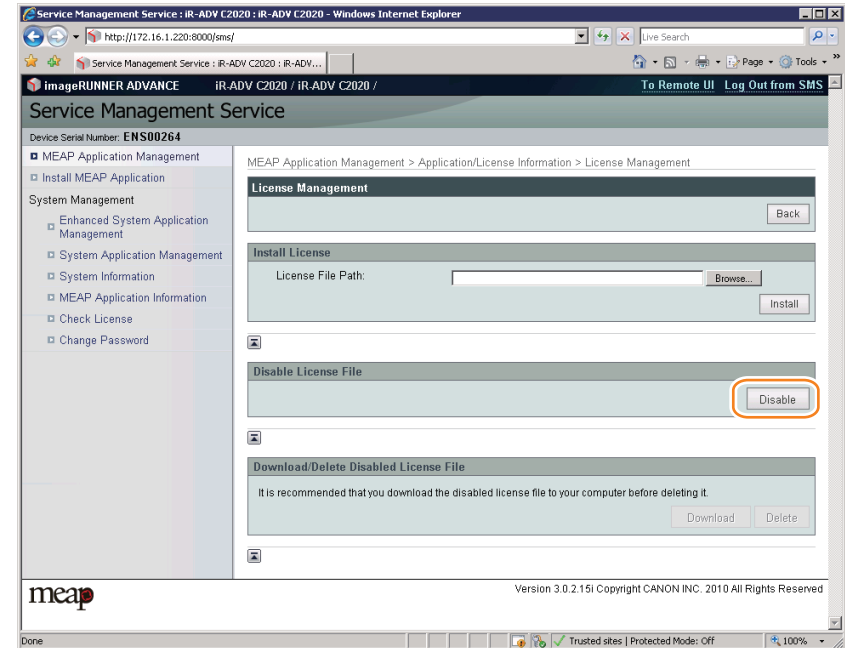 Service Management Service : iR-ADV C2020 : iR-ADV C2020 - Windows Internet Explorer
http://172.16.1.220:8000/sms/
Live Search
Service Management Service : iR-ADV C2020 : iR-ADV...
Page
Tools
imageRUNNER ADVANCE iR-ADV C2020 / iR-ADV C2020 /
To Remote UI Log Out from SMS
Service Management Service
Device Serial Number: ENS00264
MEAP Application Management
Install MEAP Application
System Management
Enhanced System Application
Management
System Application Management
System Information
MEAP Application Information
Check License
Change Password
MEAP Application Management > Application/License Information > License Management
License Management
Back
Install License
License File Path:
Browse...
Install
Disable License File
Disable
Download/Delete Disabled License File
It is recommended that you download the disabled license file to your computer before deleting it.
Download Delete
meap
Version 3.0.2.15i Copyright CANON INC. 2010 All Rights Reserved
Done
Trusted sites | Protected Mode: Off
100%